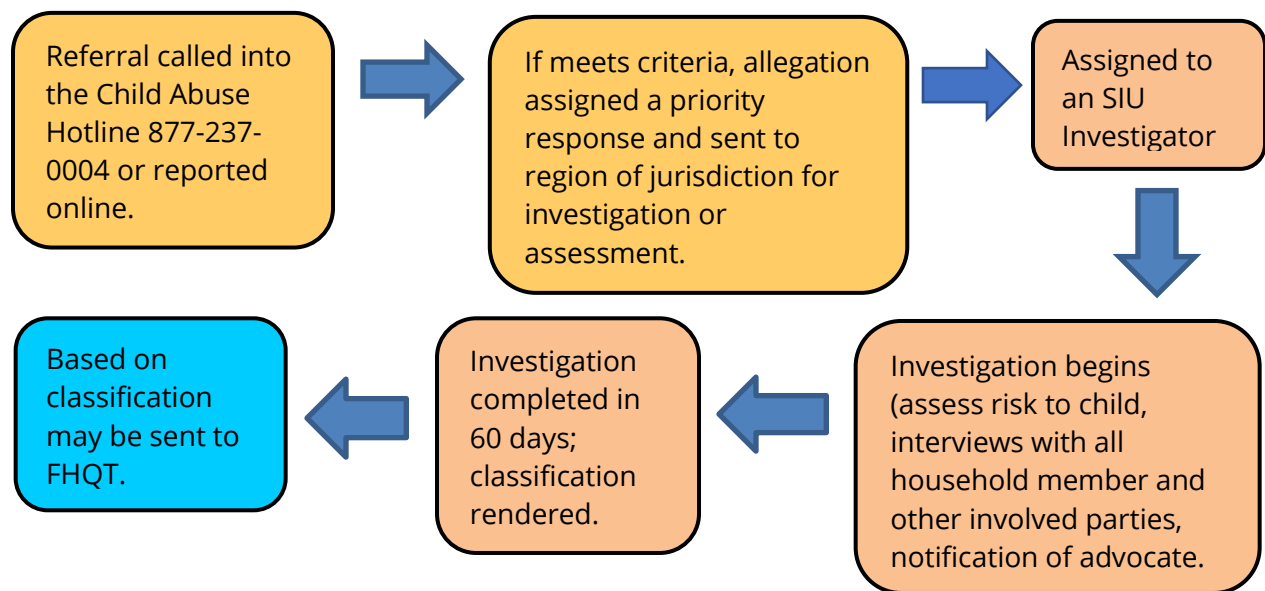 Referral called into
the Child Abuse
Hotline 877-237-
0004 or reported
online.
If meets criteria, allegation
assigned a priority
response and sent to
region of jurisdiction for
investigation or
assessment.
Assigned to
an SIU
Investigator
Investigation begins
(assess risk to child,
interviews with all
household member and
other involved parties,
notification of advocate.
Investigation
completed in
60 days;
classification
rendered.
Based on
classification
may be sent to
FHQT.